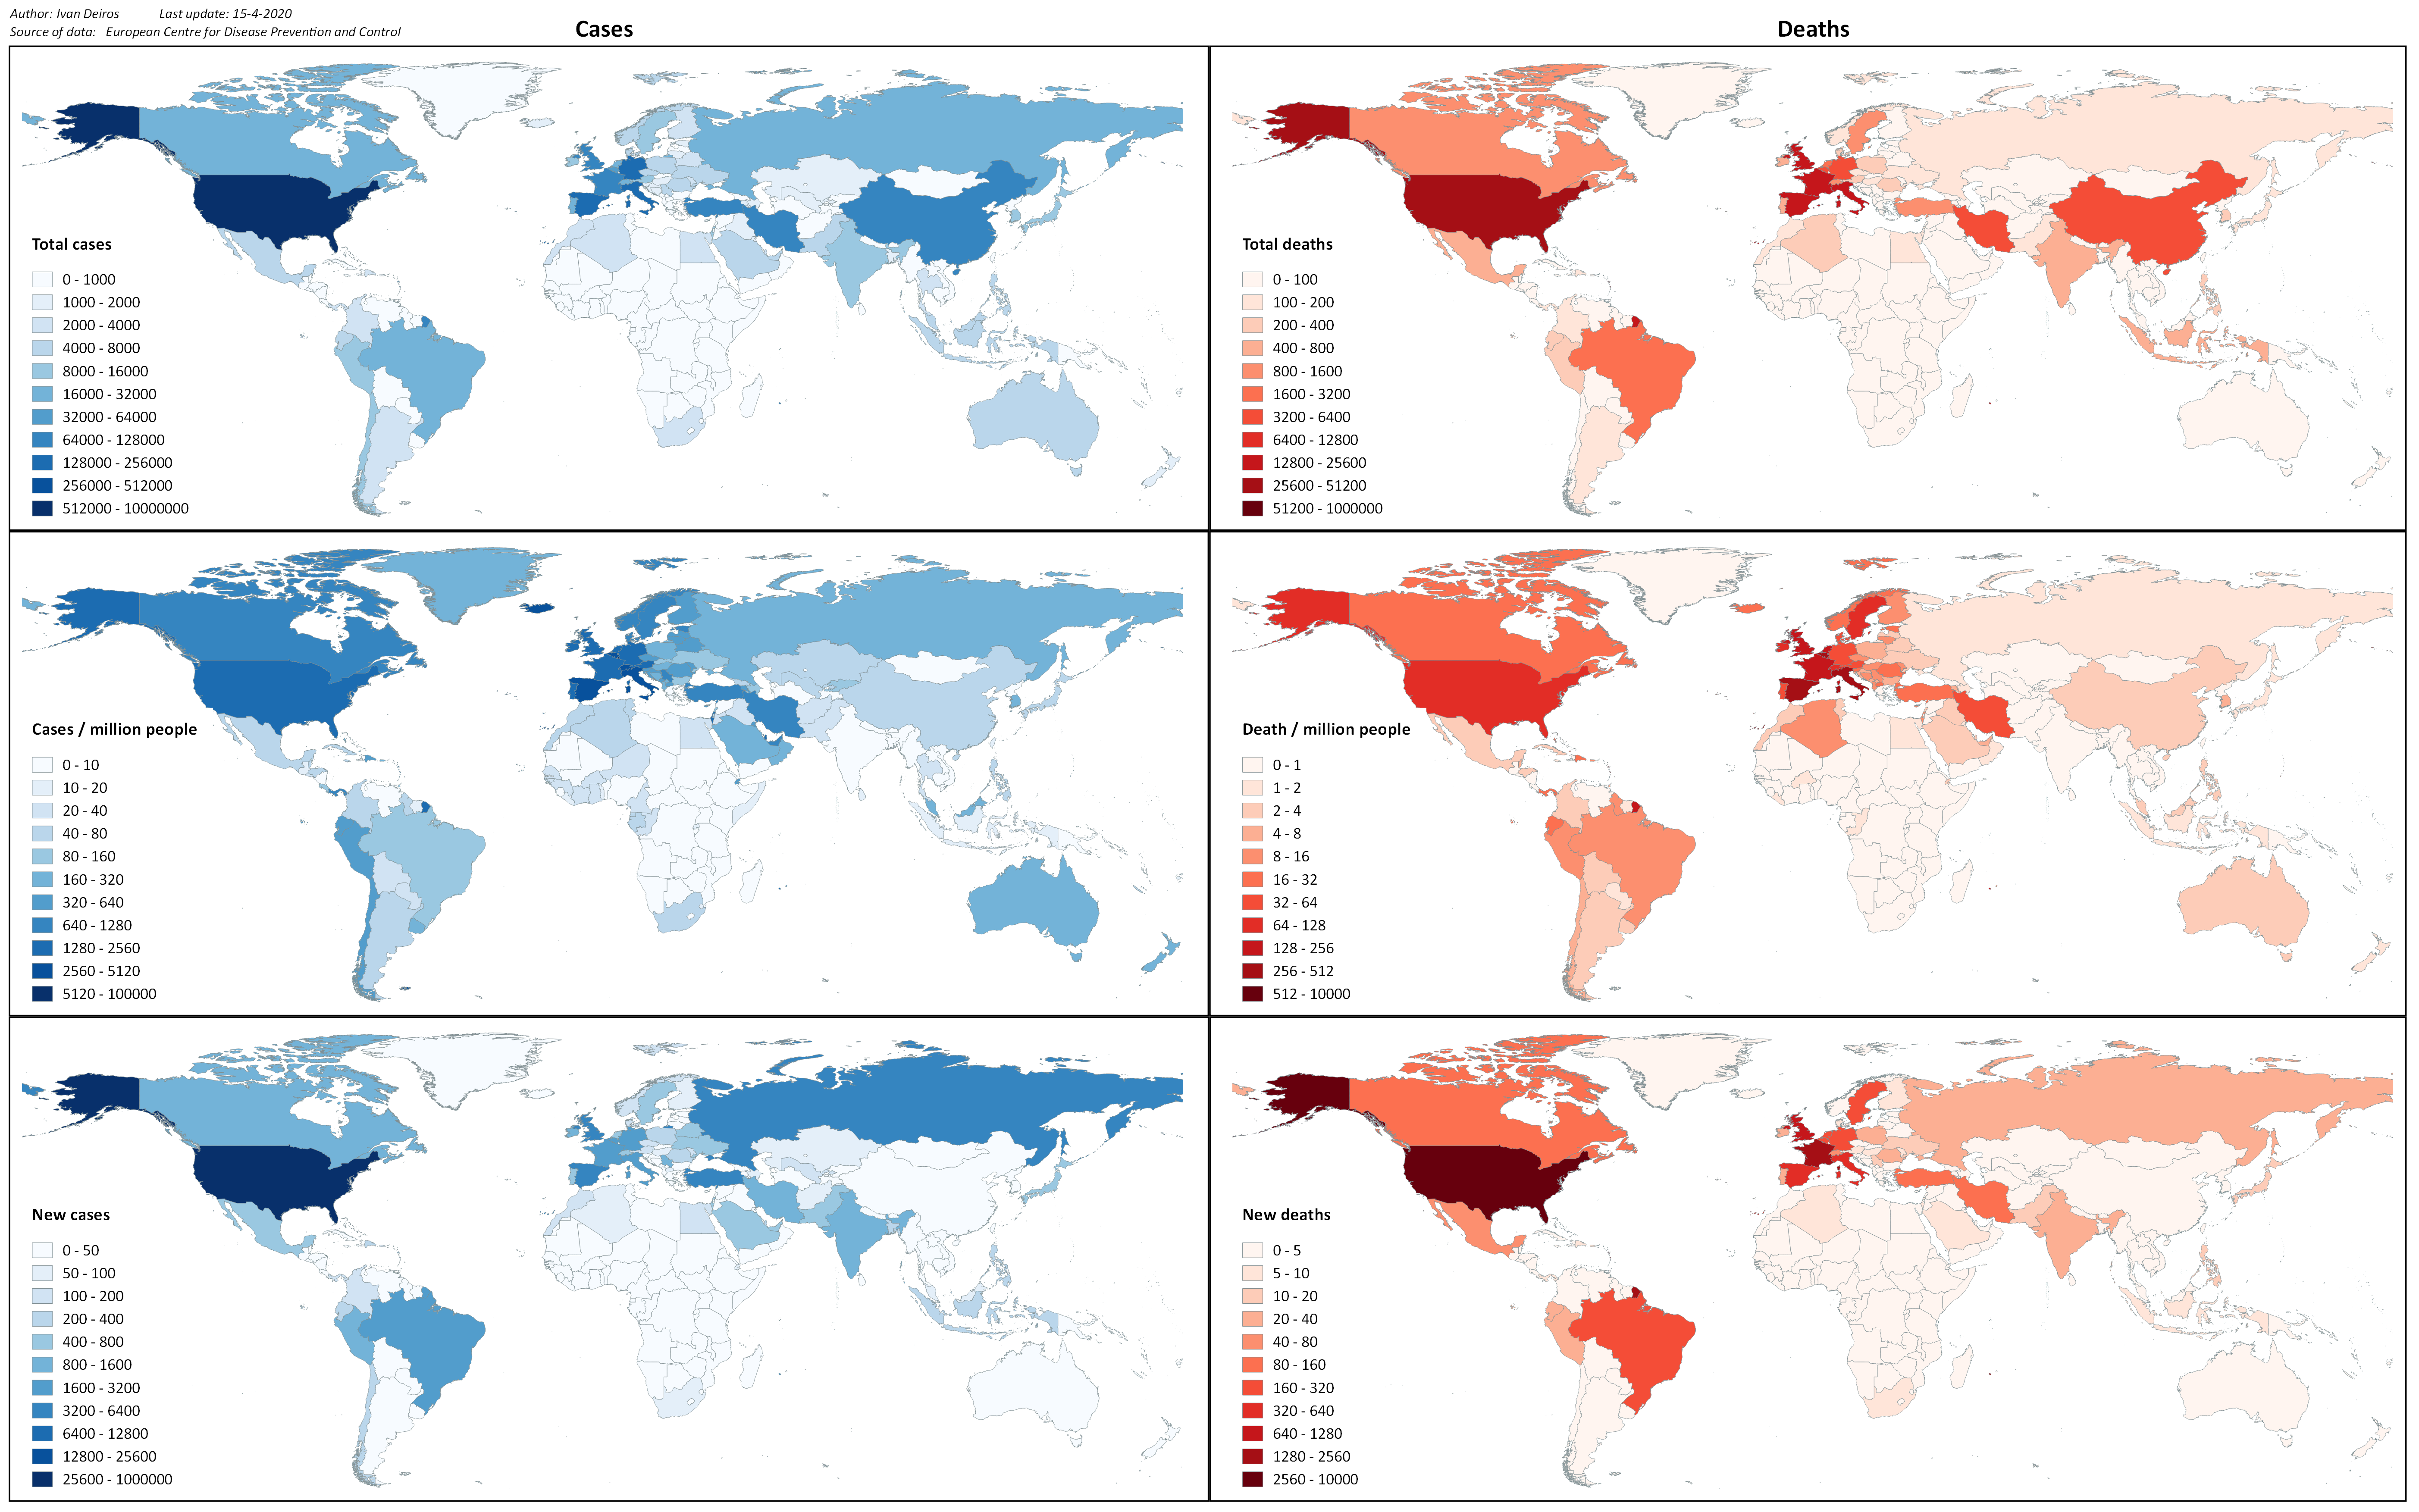 Author: Ivan Deiros Last update: 15-4-2020
Source of data: European Centre for Disease Prevention and Control
Cases
Deaths
Total cases
0 - 1000
1000 - 2000
2000 - 4000
4000 - 8000
8000 - 16000
16000 - 32000
32000 - 64000
64000 - 128000
128000 - 256000
256000 - 512000
512000 - 10000000
Total deaths
0 - 100
100 - 200
200 - 400
400 - 800
800 - 1600
1600 - 3200
3200 - 6400
6400 - 12800
12800 - 25600
25600 - 51200
51200 - 1000000
Cases / million people
0 - 10
10 - 20
20 - 40
40 - 80
80 - 160
160 - 320
320 - 640
640 - 1280
1280 - 2560
2560 - 5120
5120 - 100000
Death / million people
0 - 1
1 - 2
2 - 4
4 - 8
8 - 16
16 - 32
32 - 64
64 - 128
128 - 256
256 - 512
512 - 10000
New cases
0 - 50
50 - 100
100 - 200
200 - 400
400 - 800
800 - 1600
1600 - 3200
3200 - 6400
6400 - 12800
12800 - 25600
25600 - 1000000
New deaths
0 - 5
5 - 10
10 - 20
20 - 40
40 - 80
80 - 160
160 - 320
320 - 640
640 - 1280
1280 - 2560
2560 - 10000